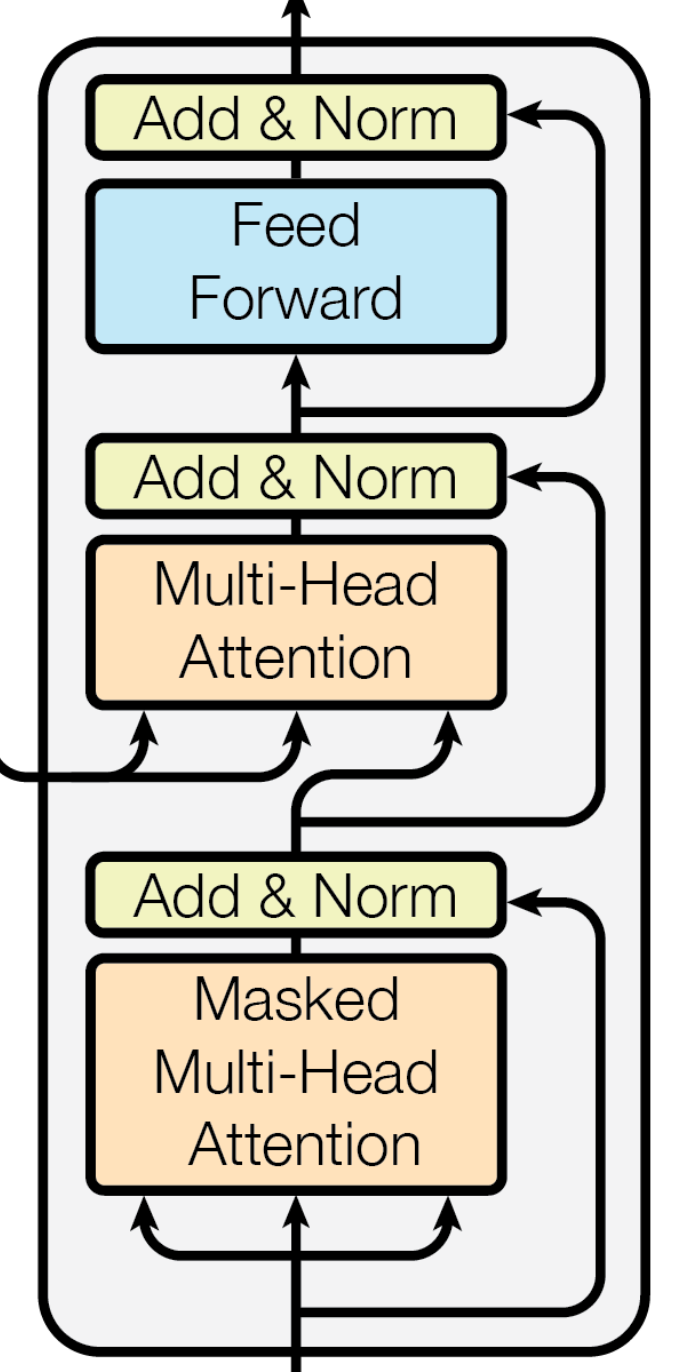 Add & Norm
Feed
Forward
Add & Norm
Multi-Head
Attention
Add & Norm
Masked
Multi-Head
Attention